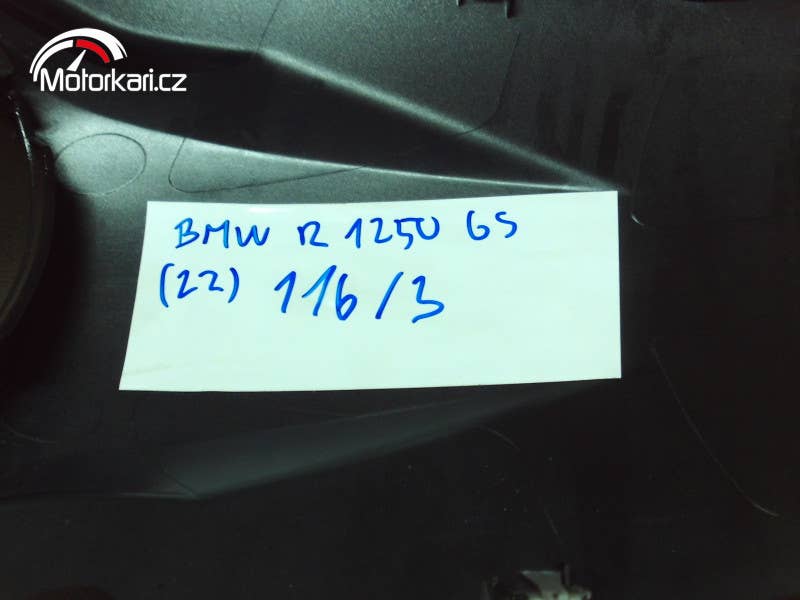 Motorkari.cz
BMW R 1250 GS
(22) 116/3